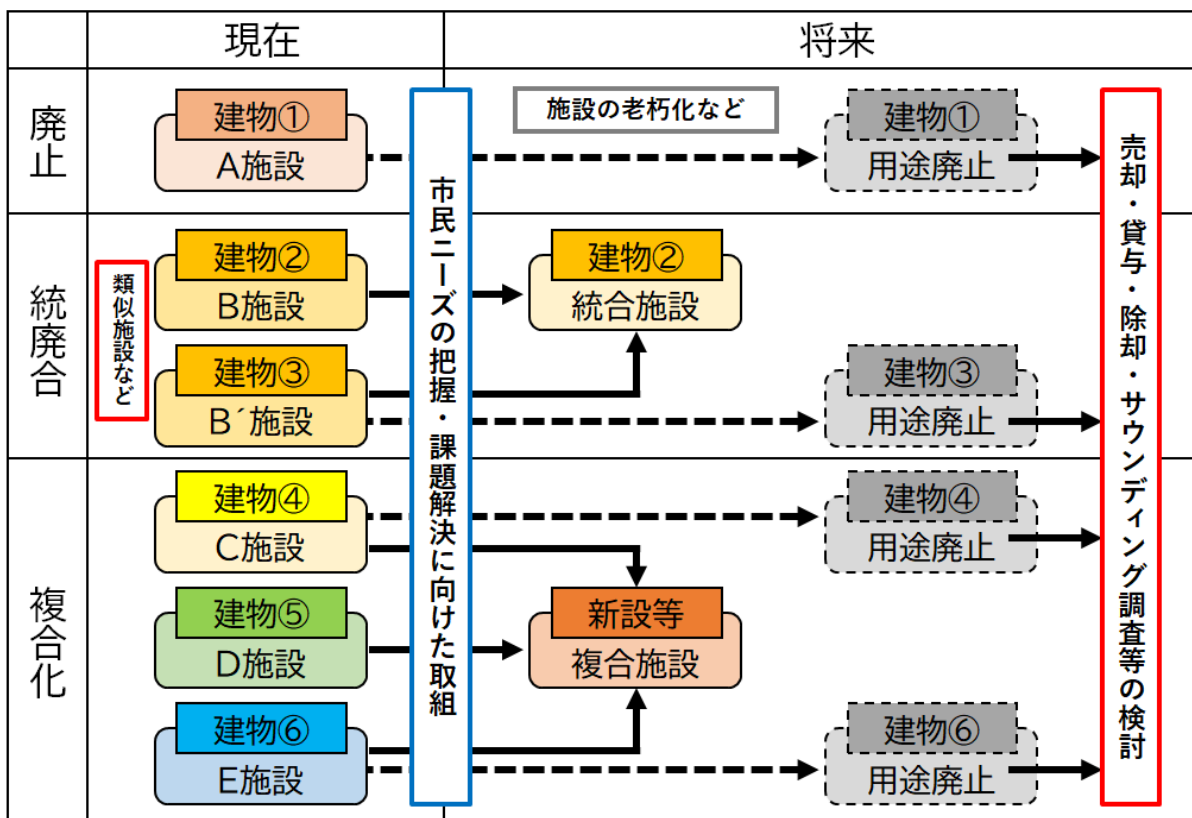 現在
将来
廃止
建物①
A施設
施設の老朽化など
建物①
用途廃止
統廃合
類似施設など
建物②
B施設
建物②
統合施設
建物③
B´施設
建物③
用途廃止
複合化
建物④
C施設
建物④
用途廃止
建物⑤
D施設
新設等
複合施設
建物⑥
E施設
建物⑥
用途廃止
市民ニーズの把握・課題解決に向けた取組
売却・貸与・除却・サウンディング調査等の検討